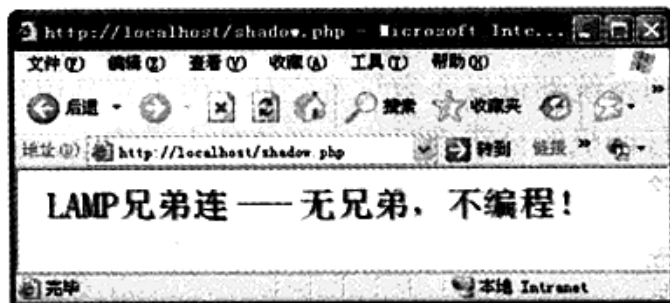 http://localhost/shadow.php - Microsoft Inte...
文件(F) 编辑(E) 查看(V) 收藏(A) 工具(T) 帮助(H)
后退 搜索 收藏夹
地址(D) http://localhost/shadow.php 转到 链接 »
LAMP兄弟连 —— 无兄弟，不编程！
完毕 本地 Intranet